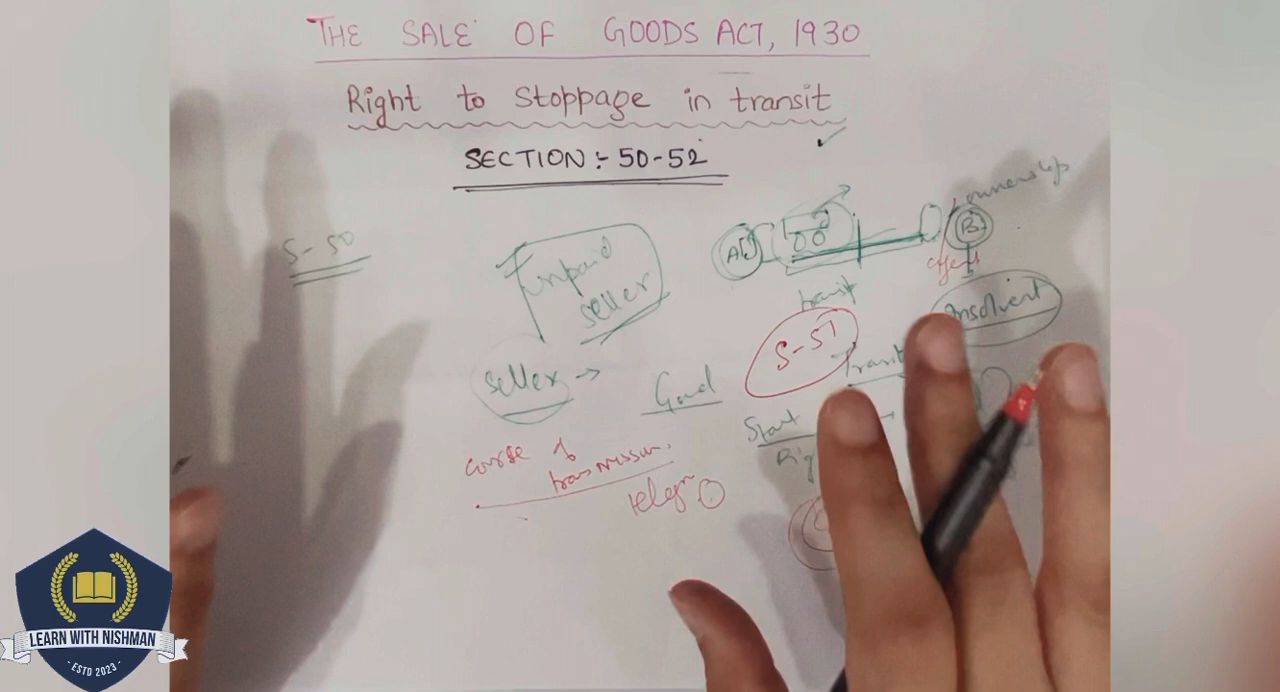 THE SALE OF GOODS ACT, 1930
Right to Stoppage in transit
SECTION :- 50-52
ownership
S-50
unpaid
seller
A
B
agent
transit
insolvent
S-51
transit
seller →
Good
Start
course of
transmission.
LEARN WITH NISHMAN
· ESTD 2023 ·